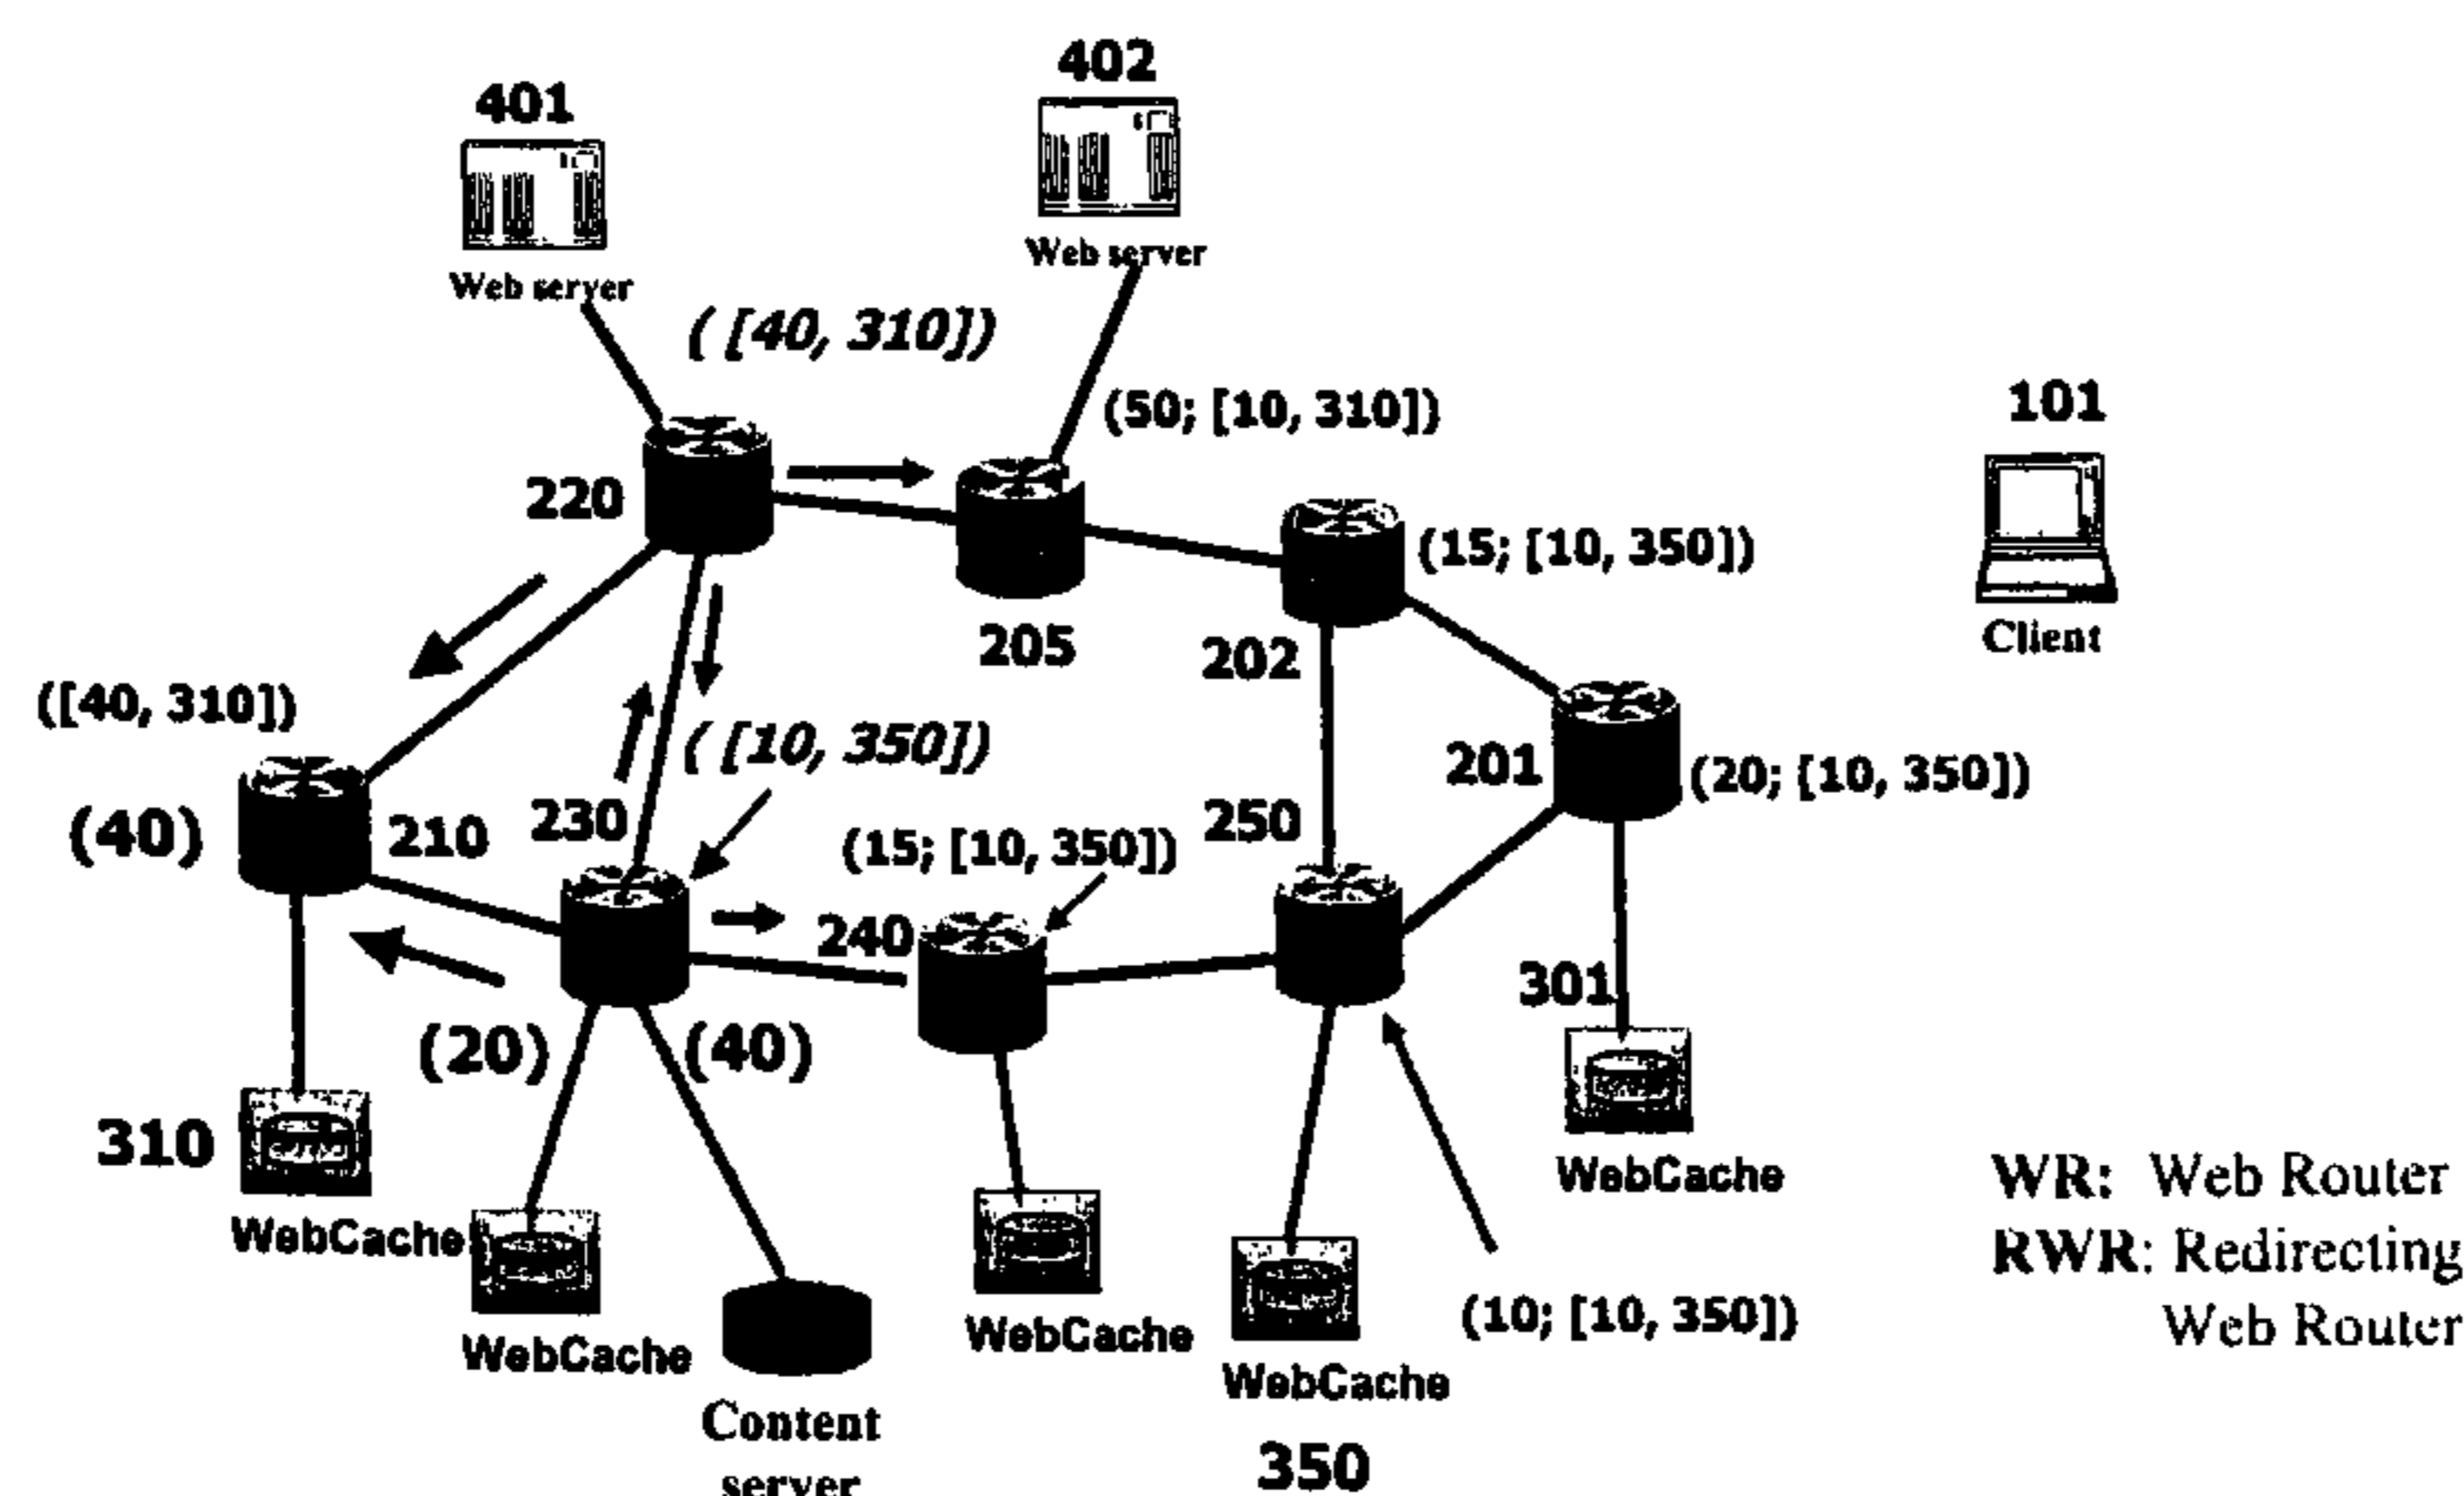 402
401
Web server
Web server
( [40, 310])
(50; [10, 310])
101
220
(15; [10, 350])
205
202
Client
([40, 310])
( [10, 350])
201
(20; [10, 350])
(40)
210
230
250
(15; [10, 350])
240
301
(20)
(40)
310
WebCache
WebCache
WR: Web Router
WebCache
RWR: Redirecting
Web Router
(10; [10, 350])
WebCache
WebCache
Content
server
350